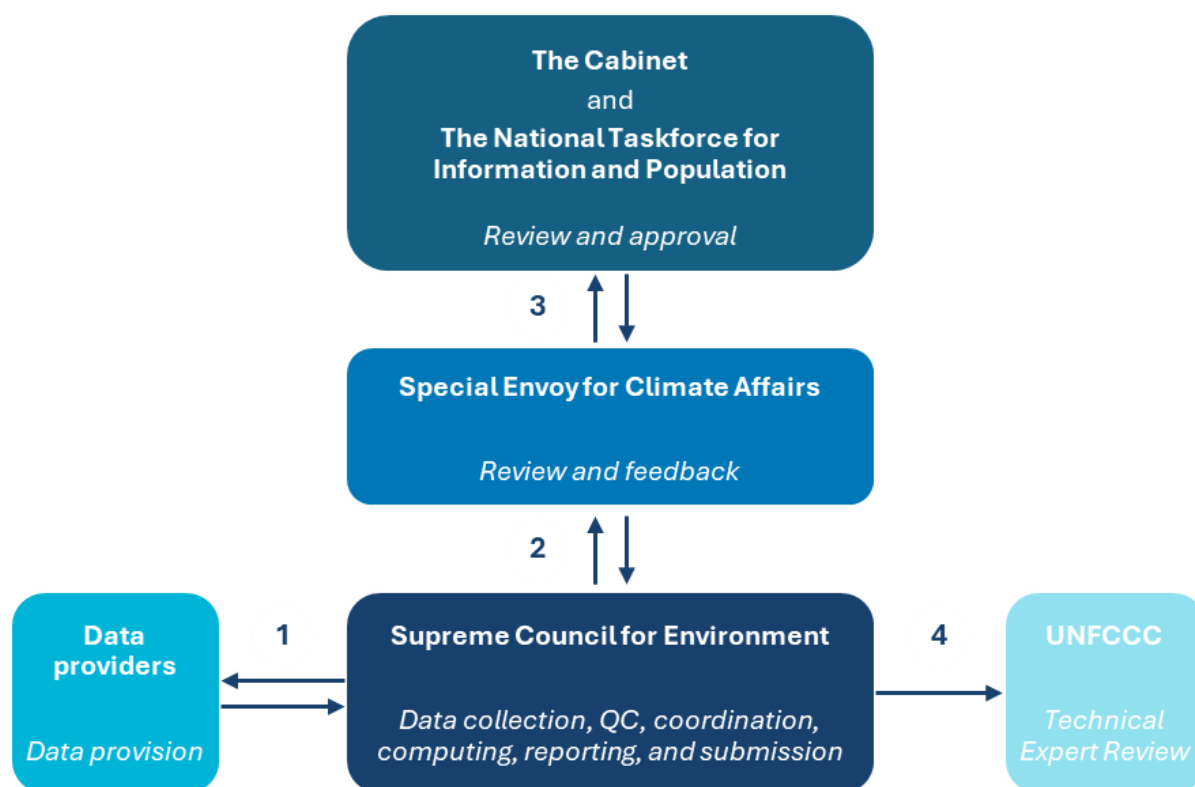 The Cabinet
and
The National Taskforce for
Information and Population
Review and approval
3
Special Envoy for Climate Affairs
Review and feedback
2
Data
providers
Data provision
1
Supreme Council for Environment
Data collection, QC, coordination,
computing, reporting, and submission
4
UNFCCC
Technical
Expert Review